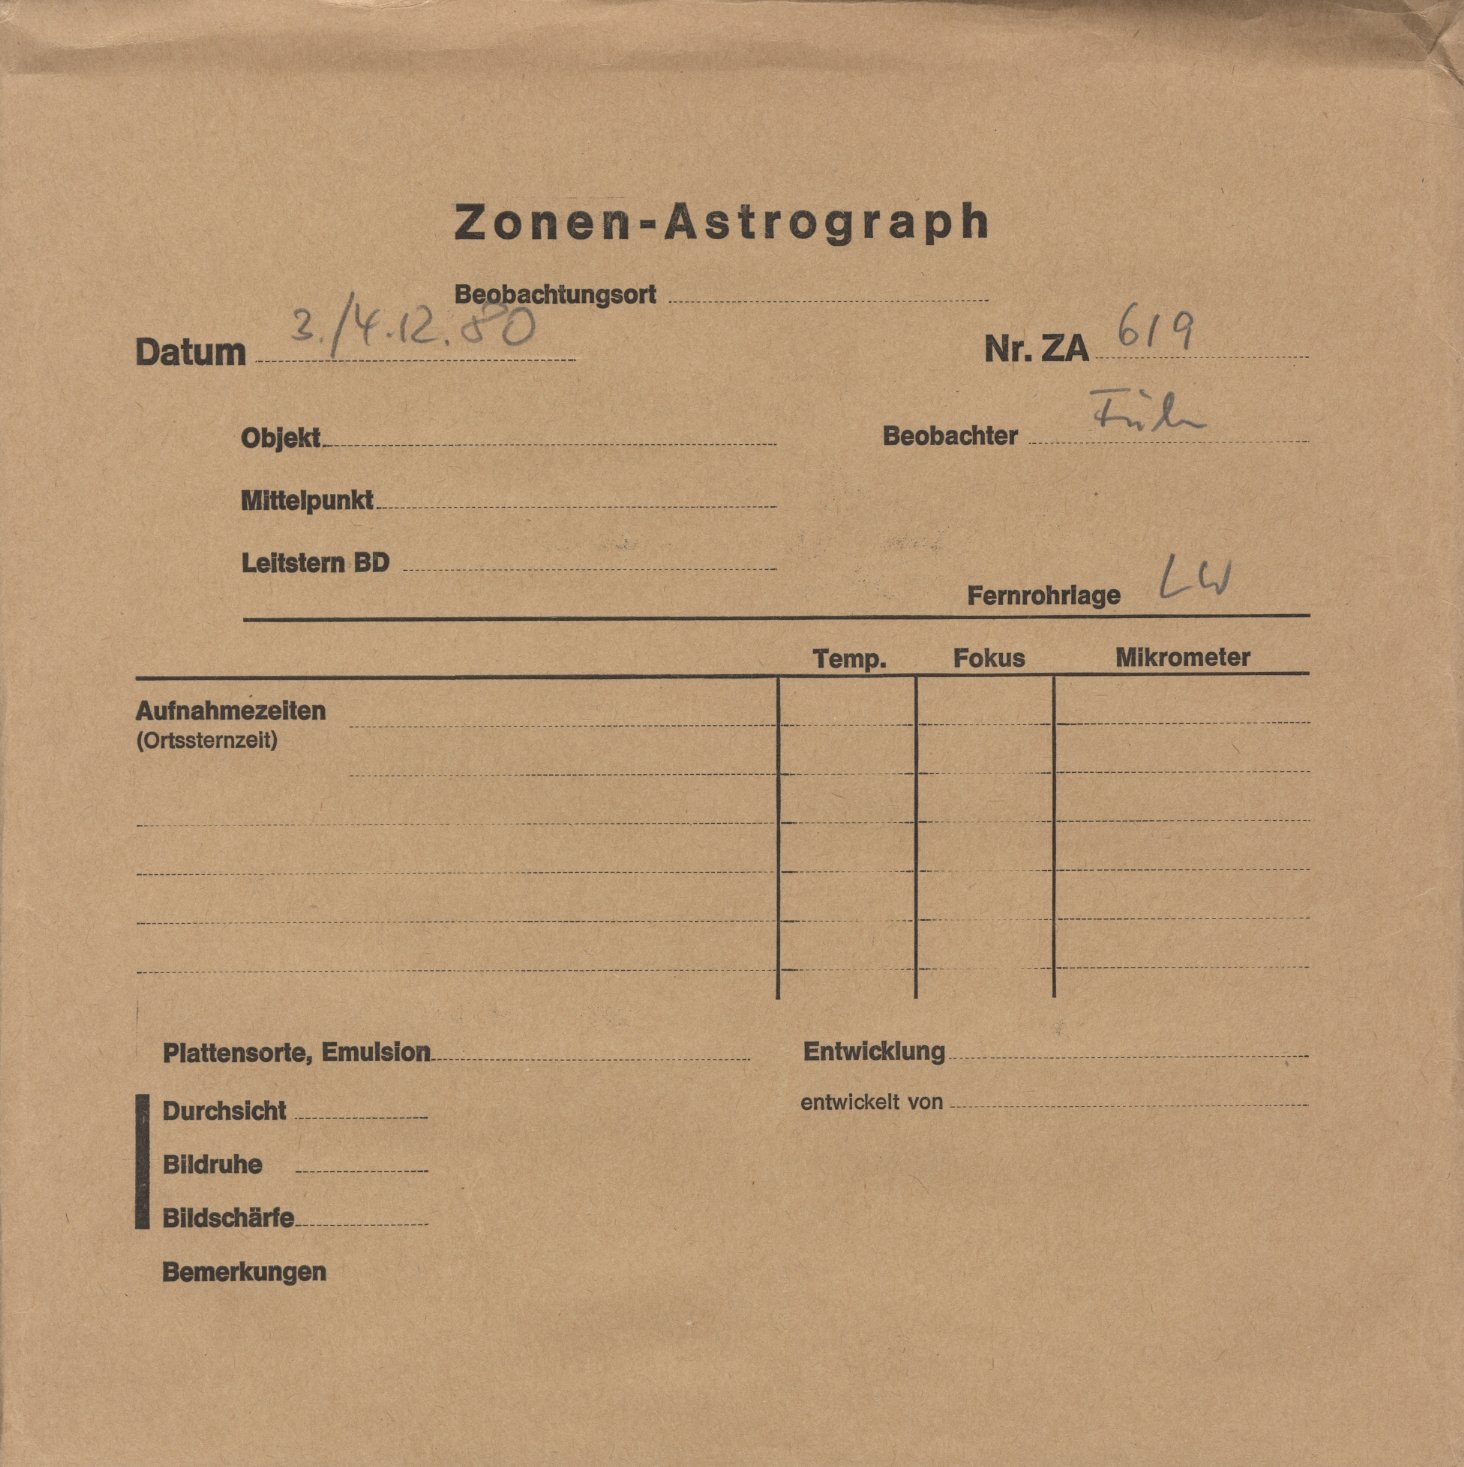 Zonen-Astrograph
Beobachtungsort
Datum 3./4.12.80
Nr. ZA 619
Objekt
Beobachter
Mittelpunkt
Leitstern BD
Fernrohrlage LW
Temp. Fokus Mikrometer
Aufnahmezeiten
(Ortssternzeit)
Plattensorte, Emulsion
Entwicklung
Durchsicht
entwickelt von
Bildruhe
Bildschärfe
Bemerkungen